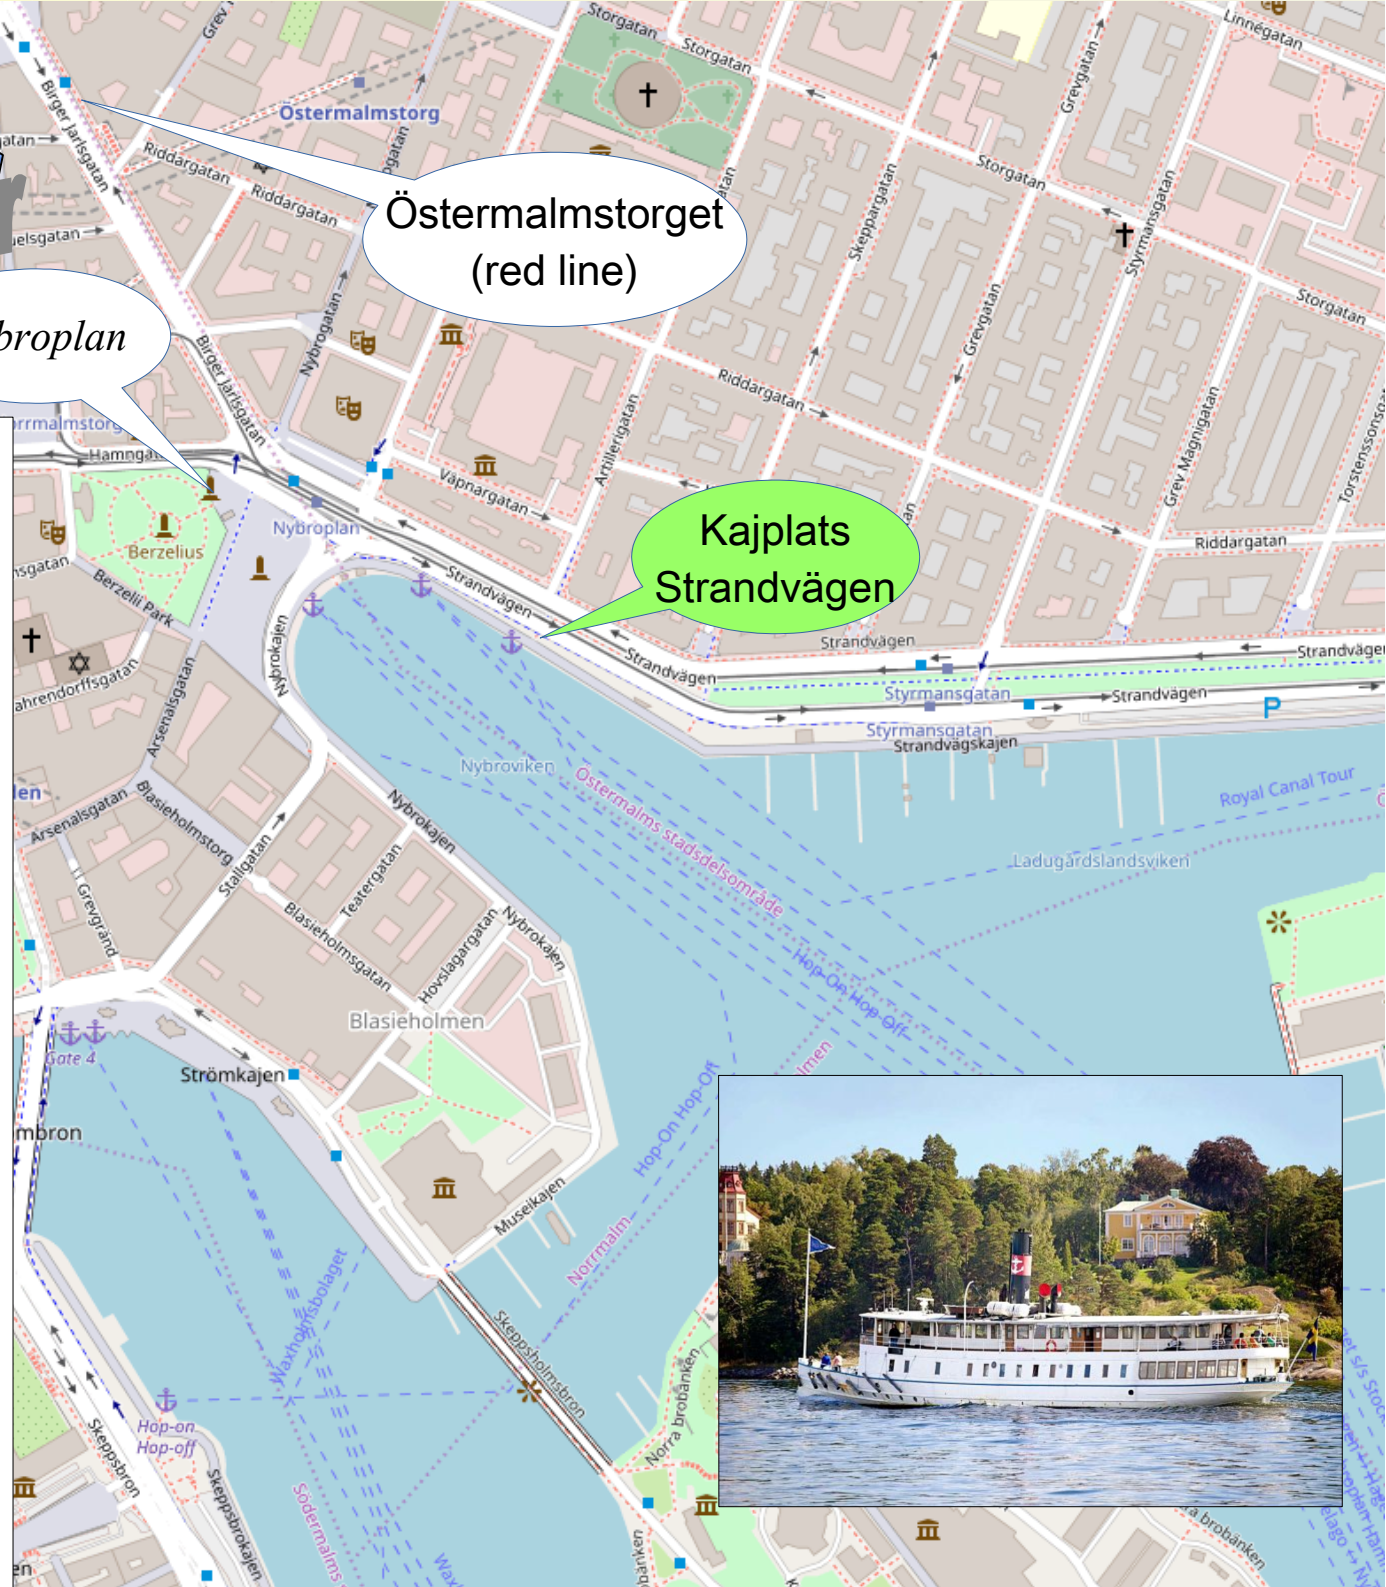 Storgatan
Storgatan
Linnégatan
Grevgatan
Birger Jarlsgatan
Östermalmstorg
Riddargatan
Riddargatan
Östermalmstorget
(red line)
Storgatan
Skeppargatan
Styrmansgatan
Storgatan
Grevgatan
Nybrogatan
broplan
Birger Jarlsgatan
Riddargatan
Artillerigatan
Grev Magnigatan
Hamngat
Väpnargatan
Nybroplan
Berzelius
Berzelii Park
Kajplats
Strandvägen
Riddargatan
Strandvägen
Strandvägen
Strandvägen
Strandvägen
Nybrokajen
Arsenalsgatan
Styrmansgatan
Strandvägen
P
Styrmansgatan
Strandvägskajen
Nybroviken
Royal Canal Tour
Östermalms stadsdelsområde
Ladugårdslandsviken
Arsenalsgatan
Blasieholmstorg
Nybrokajen
Stallgatan
Teatergatan
Grevgränd
Blasieholmsgatan
Hovslagargatan
Nybrokajen
Hop-On Hop-Off
Blasieholmen
Gate 4
Strömkajen
Hop-On Hop-Off
mbron
Museikajen
Norrmalm
Waxholmsbolaget
Skeppsholmsbron
Norra brobänken
Hop-on
Hop-off
Skeppsbron
Skeppsbrokajen
Södermalms